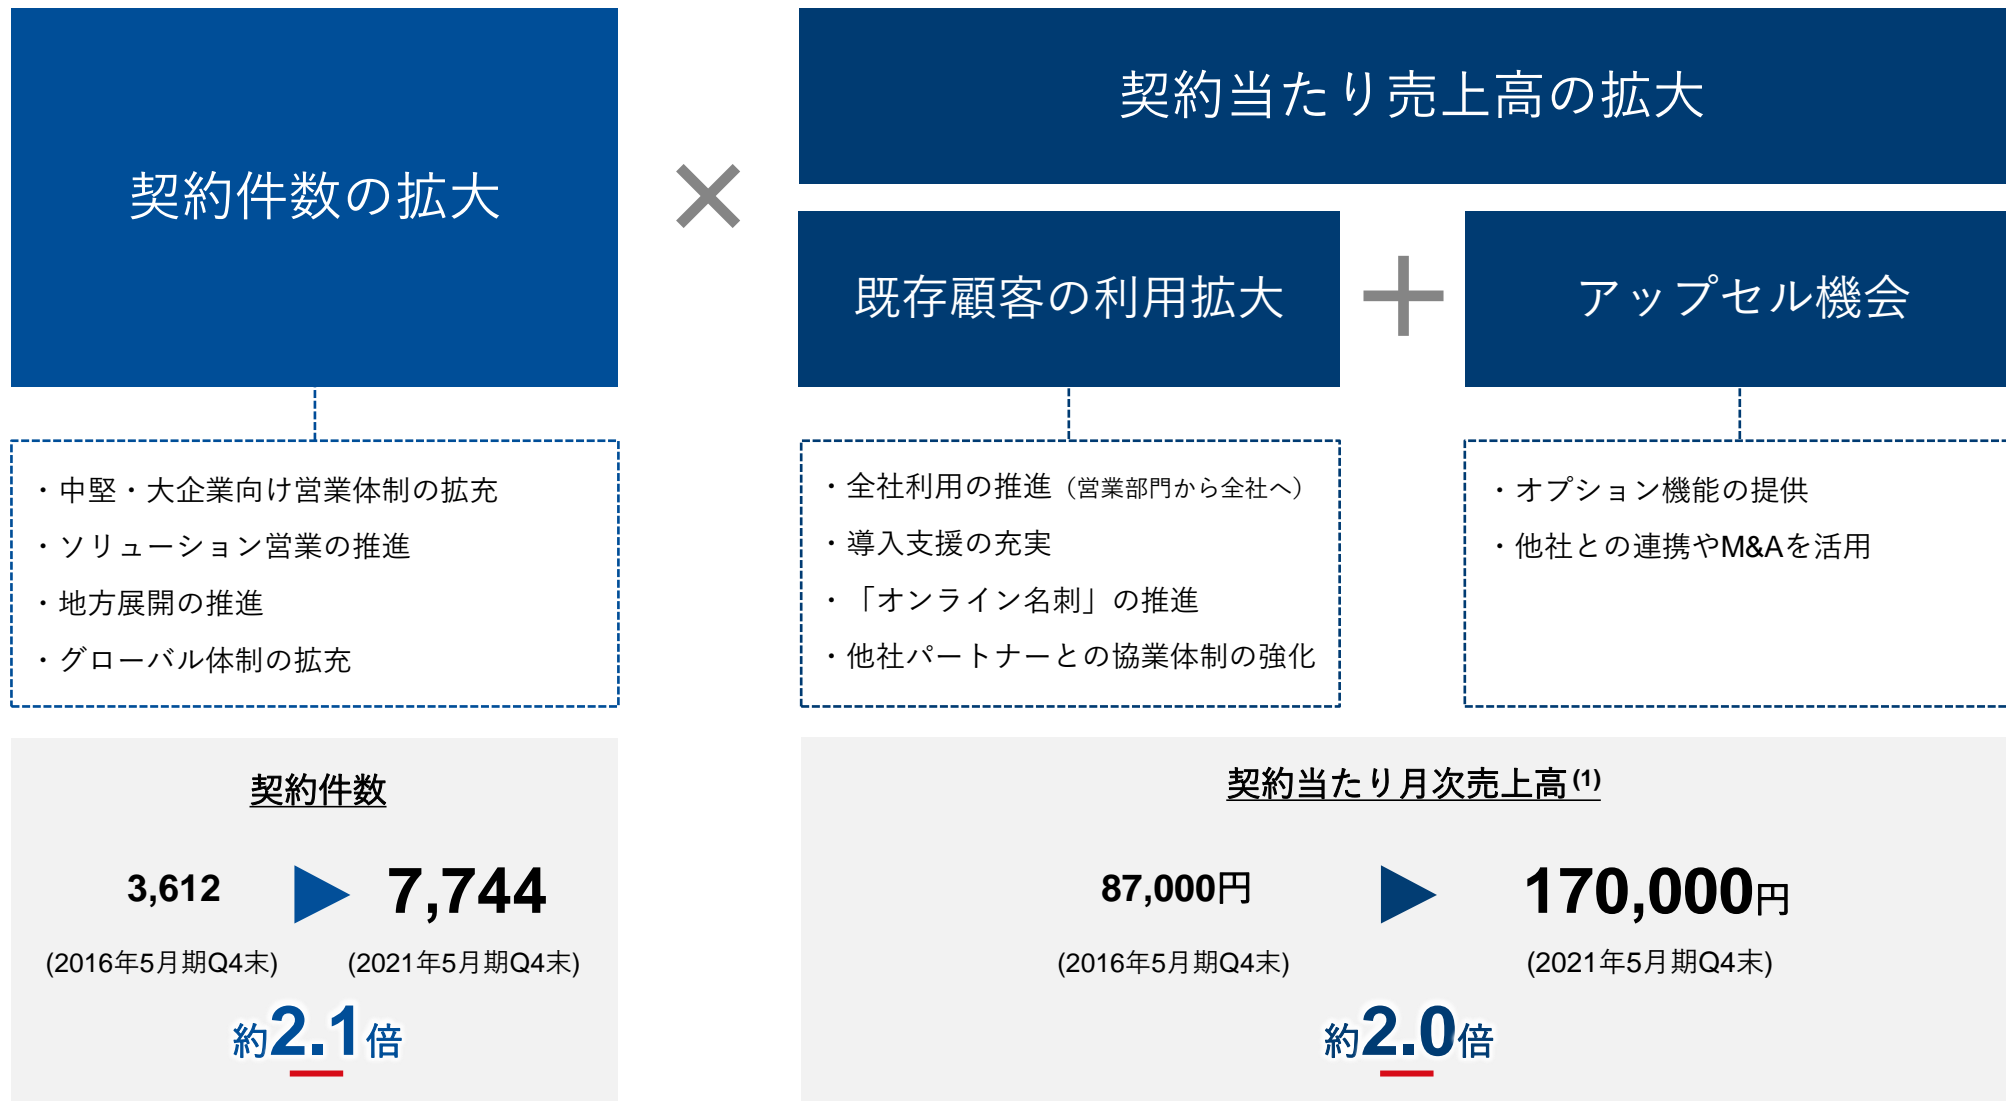 契約件数の拡大
×
契約当たり売上高の拡大
既存顧客の利用拡大
+
アップセル機会
・中堅・大企業向け営業体制の拡充
・ソリューション営業の推進
・地方展開の推進
・グローバル体制の拡充
・全社利用の推進（営業部門から全社へ）
・導入支援の充実
・「オンライン名刺」の推進
・他社パートナーとの協業体制の強化
・オプション機能の提供
・他社との連携やM&Aを活用
契約件数
3,612 ▶ 7,744
(2016年5月期Q4末) (2021年5月期Q4末)
約2.1倍
契約当たり月次売上高(1)
87,000円 ▶ 170,000円
(2016年5月期Q4末) (2021年5月期Q4末)
約2.0倍